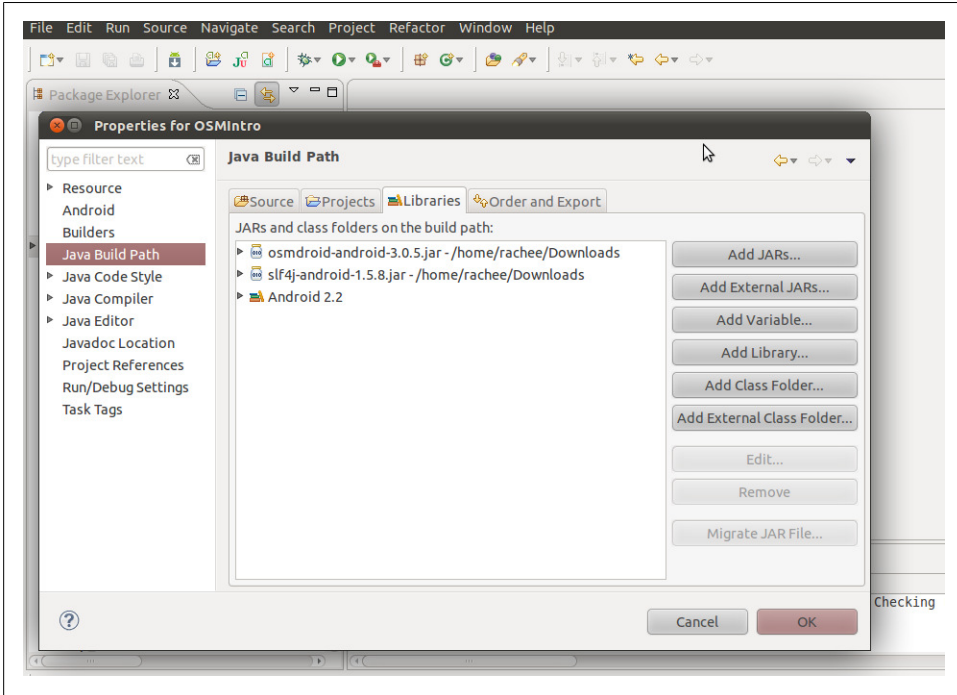 File Edit Run Source Navigate Search Project Refactor Window Help
Package Explorer
Properties for OSMIntro
type filter text
Java Build Path
Resource
Android
Builders
Java Build Path
Java Code Style
Java Compiler
Java Editor
Javadoc Location
Project References
Run/Debug Settings
Task Tags
Source Projects Libraries Order and Export
JARs and class folders on the build path:
osmdroid-android-3.0.5.jar - /home/rachee/Downloads
slf4j-android-1.5.8.jar - /home/rachee/Downloads
Android 2.2
Add JARs...
Add External JARs...
Add Variable...
Add Library...
Add Class Folder...
Add External Class Folder...
Edit...
Remove
Migrate JAR File...
Checking
Cancel OK